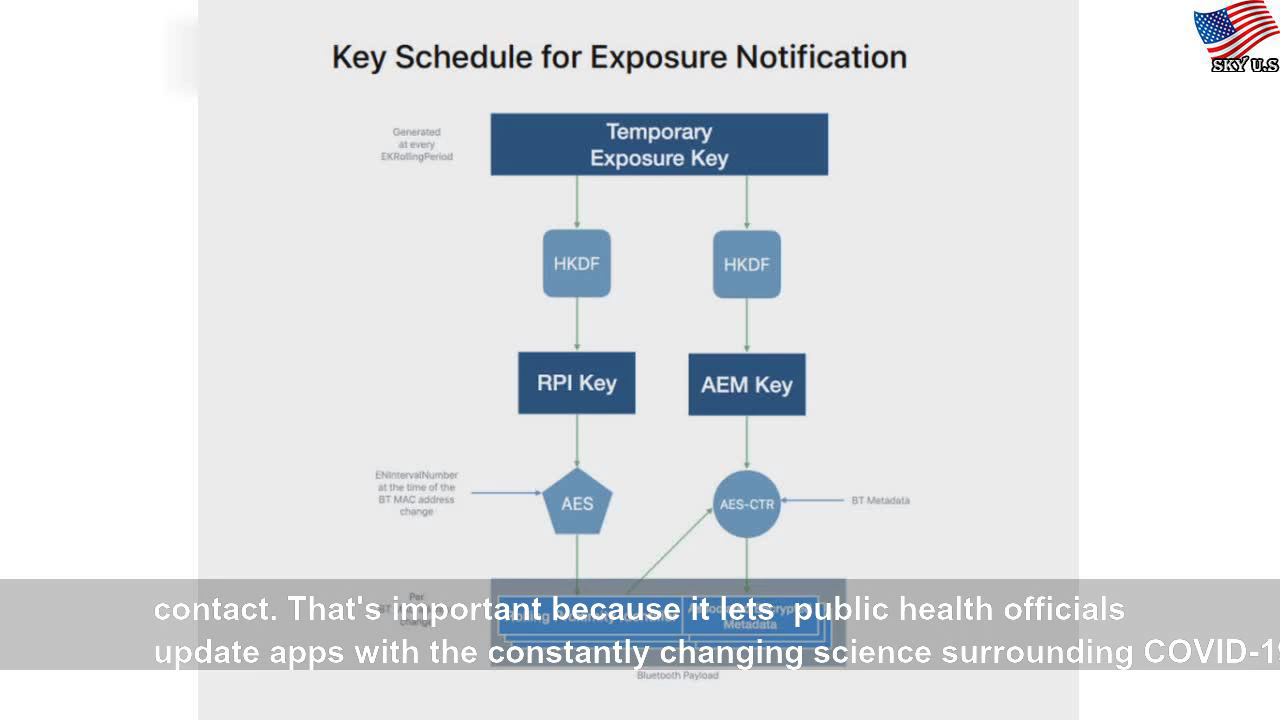 Key Schedule for Exposure Notification
SKY U.S
Generated
at every
EKRollingPeriod
Temporary
Exposure Key
HKDF
HKDF
RPI Key
AEM Key
ENIntervalNumber
at the time of the
BT MAC address
change
AES
AES-CTR
BT Metadata
Per
change
Metadata
contact. That's important because it lets public health officials
update apps with the constantly changing science surrounding COVID-19
Bluetooth Payload